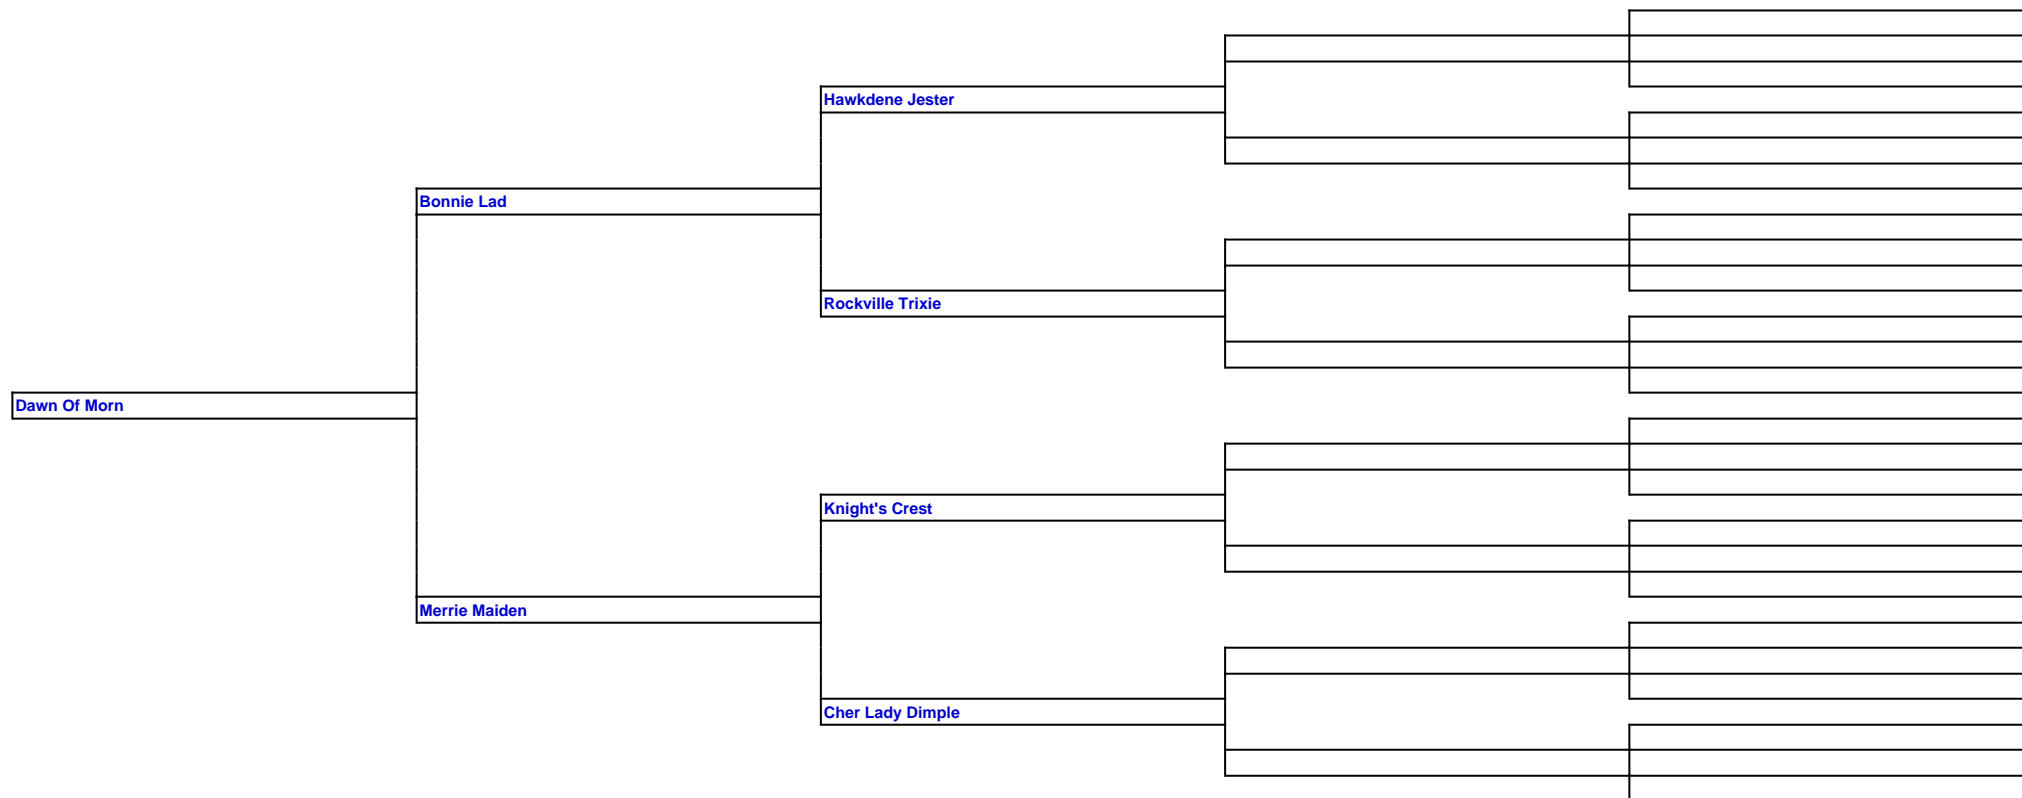 Hawkdene Jester
Bonnie Lad
Rockville Trixie
Dawn Of Morn
Knight's Crest
Merrie Maiden
Cher Lady Dimple